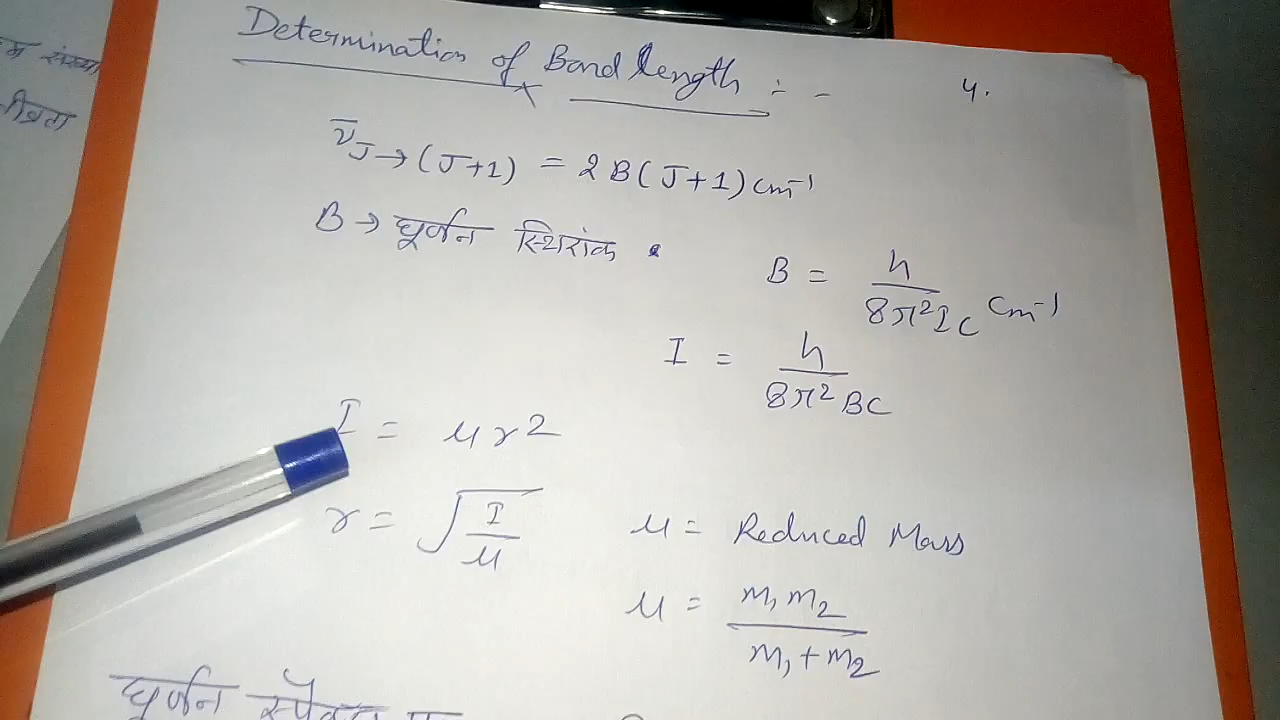 Determination of Bond length :-
4.
ν̅ J→(J+1) = 2B(J+1) cm⁻¹
B → घूर्णन स्थिरांक
B = h / 8π²Ic cm⁻¹
I = h / 8π²BC
I = μr²
r = √(I/μ)
μ = Reduced Mass
μ = m₁m₂ / m₁+m₂
घूर्णन
संख्या